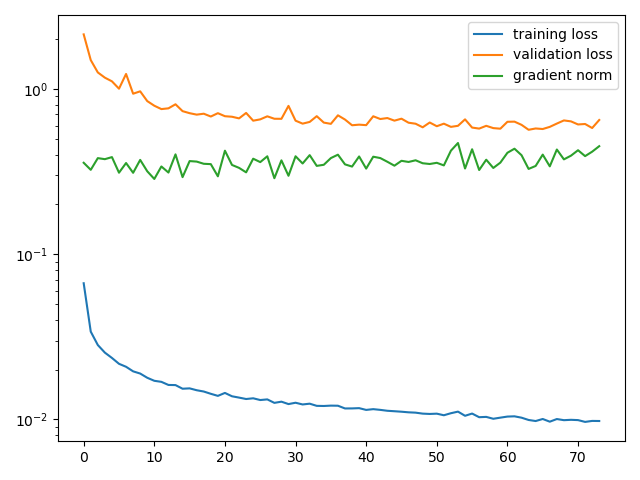 training loss
validation loss
gradient norm
10⁰
10⁻¹
10⁻²
0 10 20 30 40 50 60 70